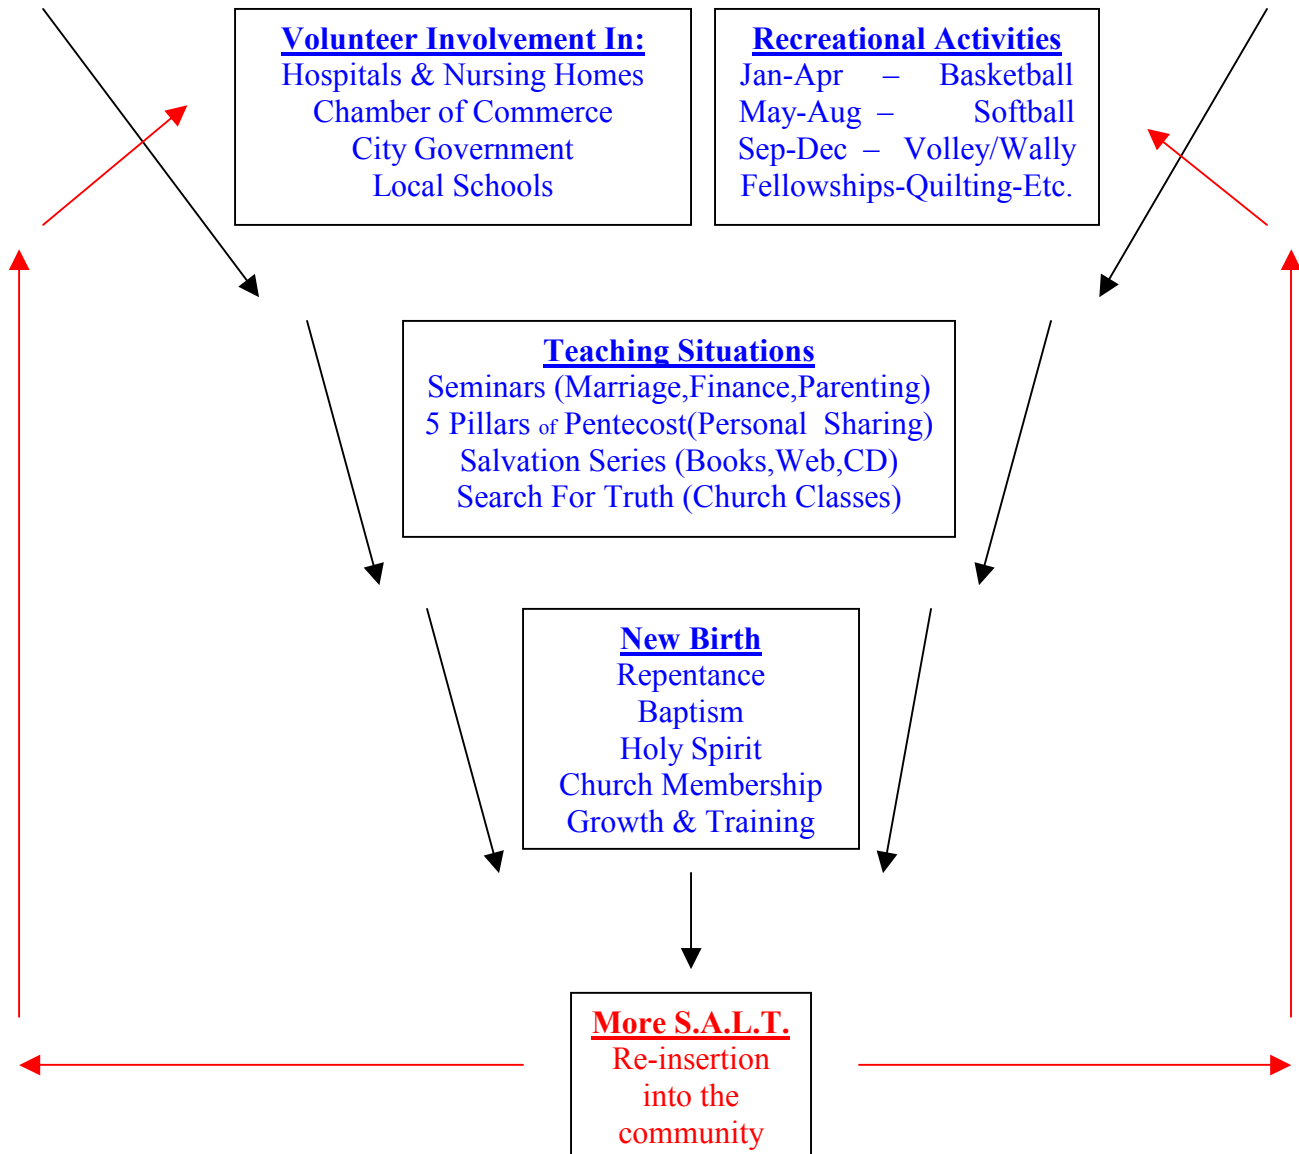 Volunteer Involvement In:
Hospitals & Nursing Homes
Chamber of Commerce
City Government
Local Schools
Recreational Activities
Jan-Apr – Basketball
May-Aug – Softball
Sep-Dec – Volley/Wally
Fellowships-Quilting-Etc.
Teaching Situations
Seminars (Marriage,Finance,Parenting)
5 Pillars of Pentecost(Personal Sharing)
Salvation Series (Books,Web,CD)
Search For Truth (Church Classes)
New Birth
Repentance
Baptism
Holy Spirit
Church Membership
Growth & Training
More S.A.L.T.
Re-insertion
into the
community